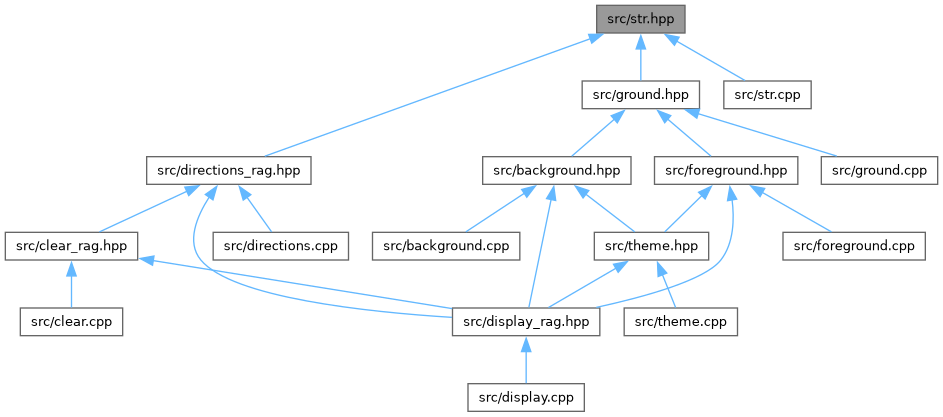 src/str.hpp
src/ground.hpp
src/str.cpp
src/directions_rag.hpp
src/background.hpp
src/foreground.hpp
src/ground.cpp
src/clear_rag.hpp
src/directions.cpp
src/background.cpp
src/theme.hpp
src/foreground.cpp
src/clear.cpp
src/display_rag.hpp
src/theme.cpp
src/display.cpp